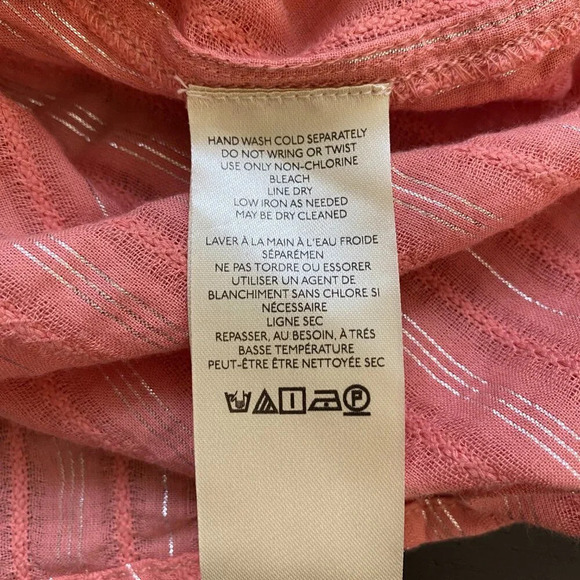 HAND WASH COLD SEPARATELY
DO NOT WRING OR TWIST
USE ONLY NON-CHLORINE
BLEACH
LINE DRY
LOW IRON AS NEEDED
MAY BE DRY CLEANED
LAVER À LA MAIN À L'EAU FROIDE
SÉPARÉMEN
NE PAS TORDRE OU ESSORER
UTILISER UN AGENT DE
BLANCHIMENT SANS CHLORE SI
NÉCESSAIRE
LIGNE SEC
REPASSER, AU BESOIN, À TRÉS
BASSE TEMPÉRATURE
PEUT-ÊTRE ÊTRE NETTOYÉE SEC
P